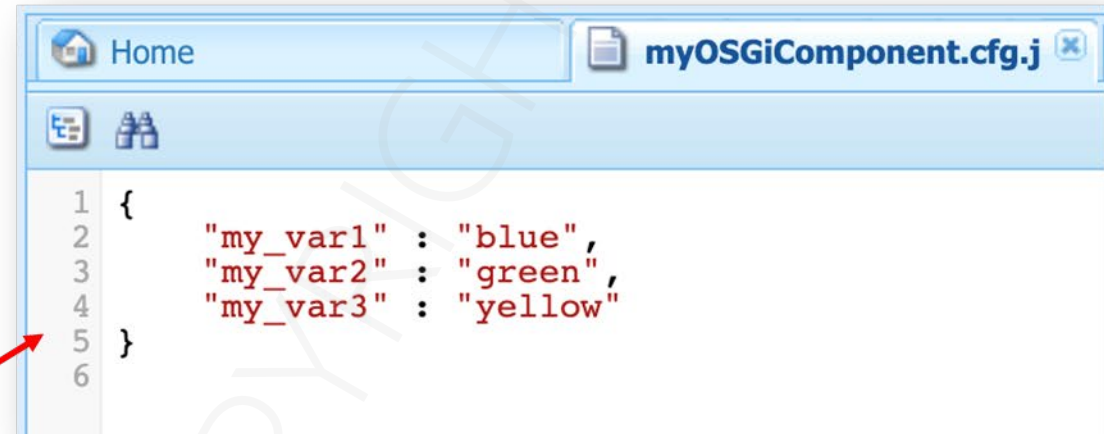 Home
myOSGiComponent.cfg.j
1 {
2 "my_var1" : "blue",
3 "my_var2" : "green",
4 "my_var3" : "yellow"
5 }
6